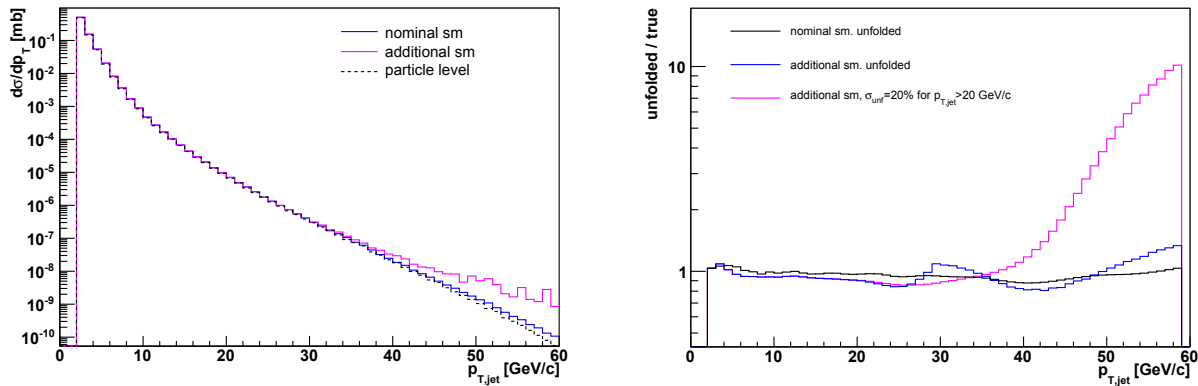 dσ/dp_T [mb]
10^-1
10^-2
10^-3
10^-4
10^-5
10^-6
10^-7
10^-8
10^-9
10^-10
nominal sm
additional sm
particle level
0 10 20 30 40 50 60
p_T,jet [GeV/c]
unfolded / true
10
1
nominal sm. unfolded
additional sm. unfolded
additional sm, σ_unf=20% for p_T,jet>20 GeV/c
0 10 20 30 40 50 60
p_T,jet [GeV/c]